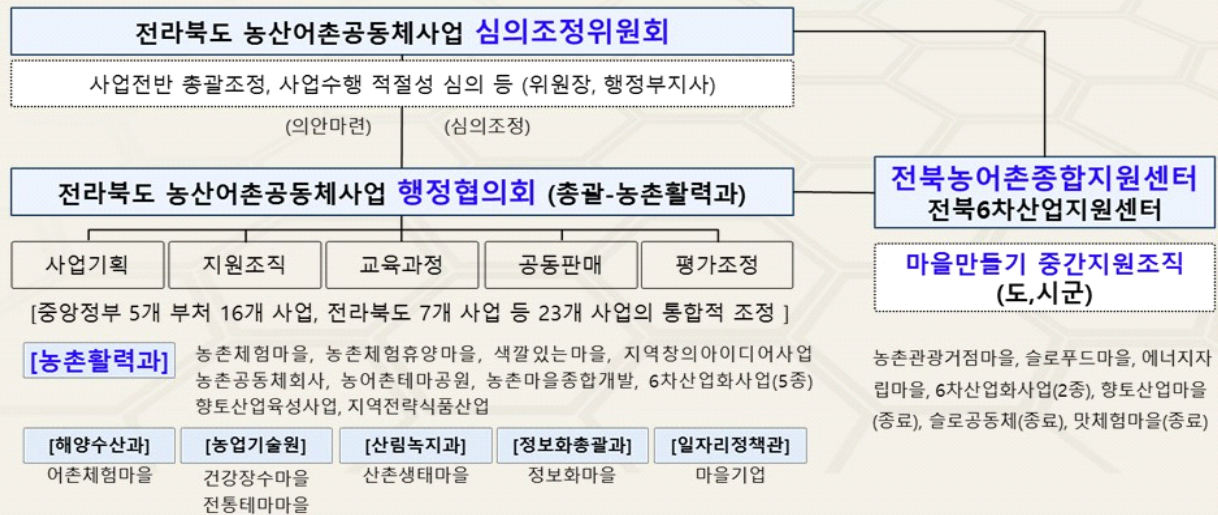 전라북도 농산어촌공동체사업 심의조정위원회
사업전반 총괄조정, 사업수행 적절성 심의 등 (위원장, 행정부지사)
(의안마련) (심의조정)
전라북도 농산어촌공동체사업 행정협의회 (총괄-농촌활력과)
사업기획 지원조직 교육과정 공동판매 평가조정
[중앙정부 5개 부처 16개 사업, 전라북도 7개 사업 등 23개 사업의 통합적 조정 ]
[농촌활력과]
농촌체험마을, 농촌체험휴양마을, 색깔있는마을, 지역창의아이디어사업
농촌공동체회사, 농어촌테마공원, 농촌마을종합개발, 6차산업화사업(5종)
향토산업육성사업, 지역전략식품산업
[해양수산과] [농업기술원] [산림녹지과] [정보화총괄과] [일자리정책관]
어촌체험마을 건강장수마을 산촌생태마을 정보화마을 마을기업
전통테마마을
전북농어촌종합지원센터
전북6차산업지원센터
마을만들기 중간지원조직
(도,시군)
농촌관광거점마을, 슬로푸드마을, 에너지자
립마을, 6차산업화사업(2종), 향토산업마을
(종료), 슬로공동체(종료), 맛체험마을(종료)